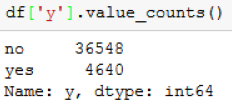 df['y'].value_counts()
no     36548
yes     4640
Name: y, dtype: int64